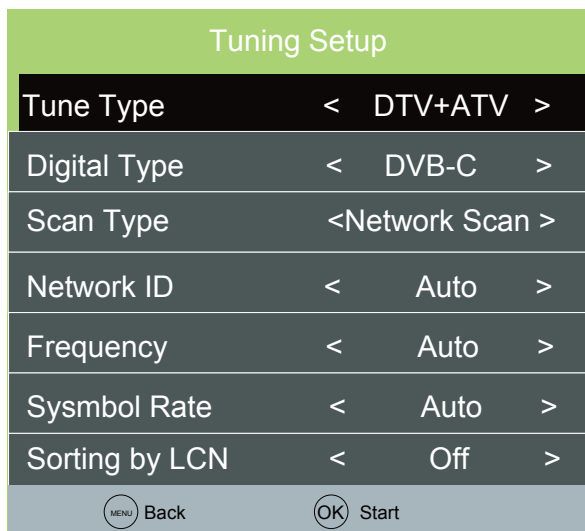 Tuning Setup
Tune Type < DTV+ATV >
Digital Type < DVB-C >
Scan Type <Network Scan >
Network ID < Auto >
Frequency < Auto >
Sysmbol Rate < Auto >
Sorting by LCN < Off >
MENU Back OK Start